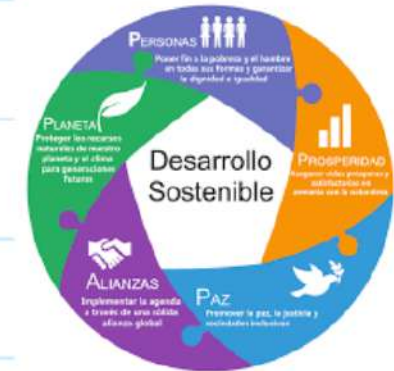 PERSONAS
Poner fin a la pobreza y el hambre
en todas sus formas y garantizar
la dignidad e igualdad
PROSPERIDAD
Asegurar vidas prósperas y
satisfactorias en
armonía con la naturaleza
PAZ
Promover la paz, la justicia y
sociedades inclusivas
ALIANZAS
Implementar la agenda
a través de una sólida
alianza global
PLANETA
Proteger los recursos
naturales de nuestro
planeta y el clima
para generaciones
futuras
Desarrollo
Sostenible